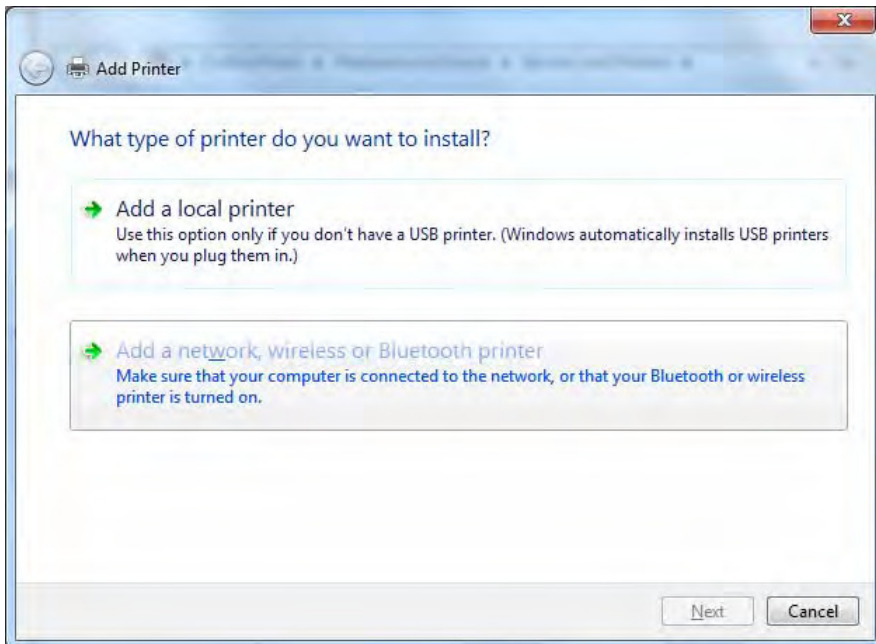 Add Printer
What type of printer do you want to install?
Add a local printer
Use this option only if you don't have a USB printer. (Windows automatically installs USB printers
when you plug them in.)
Add a network, wireless or Bluetooth printer
Make sure that your computer is connected to the network, or that your Bluetooth or wireless
printer is turned on.
Next
Cancel